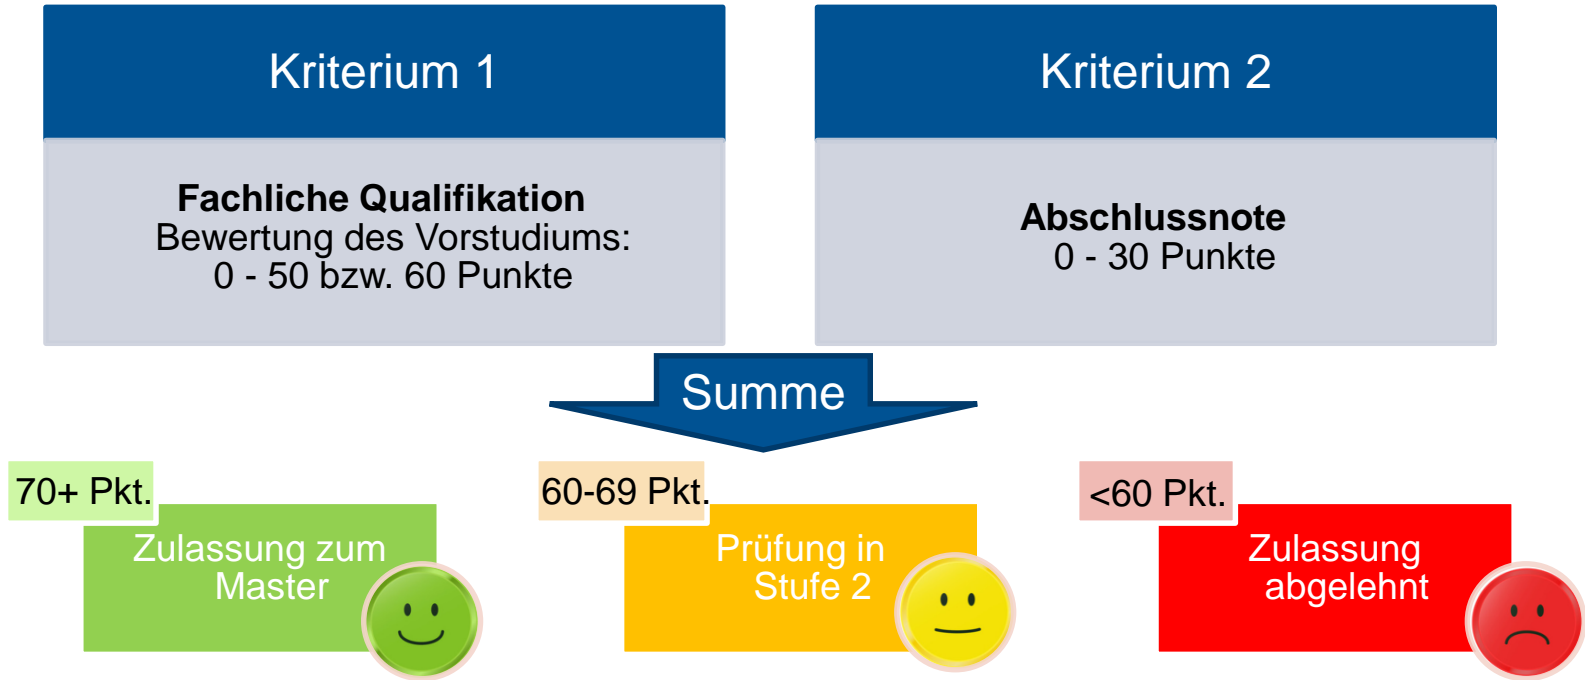 Kriterium 1
Kriterium 2
Fachliche Qualifikation
Bewertung des Vorstudiums:
0 - 50 bzw. 60 Punkte
Abschlussnote
0 - 30 Punkte
Summe
70+ Pkt.
Zulassung zum
Master
60-69 Pkt.
Prüfung in
Stufe 2
<60 Pkt.
Zulassung
abgelehnt